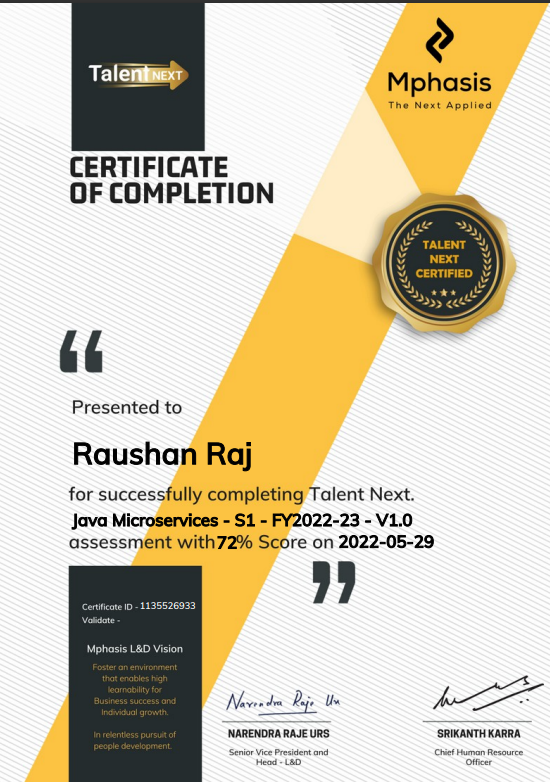 Talent NEXT
Mphasis
The Next Applied
CERTIFICATE
OF COMPLETION
TALENT
NEXT
CERTIFIED
“
Presented to
Raushan Raj
for successfully completing Talent Next.
Java Microservices - S1 - FY2022-23 - V1.0
assessment with 72% Score on 2022-05-29
”
Certificate ID - 1135526933
Validate -
Mphasis L&D Vision
Foster an environment
that enables high
learnability for
Business success and
Individual growth.
In relentless pursuit of
people development.
Narendra Raje Urs
NARENDRA RAJE URS
Senior Vice President and
Head - L&D
SRIKANTH KARRA
Chief Human Resource
Officer